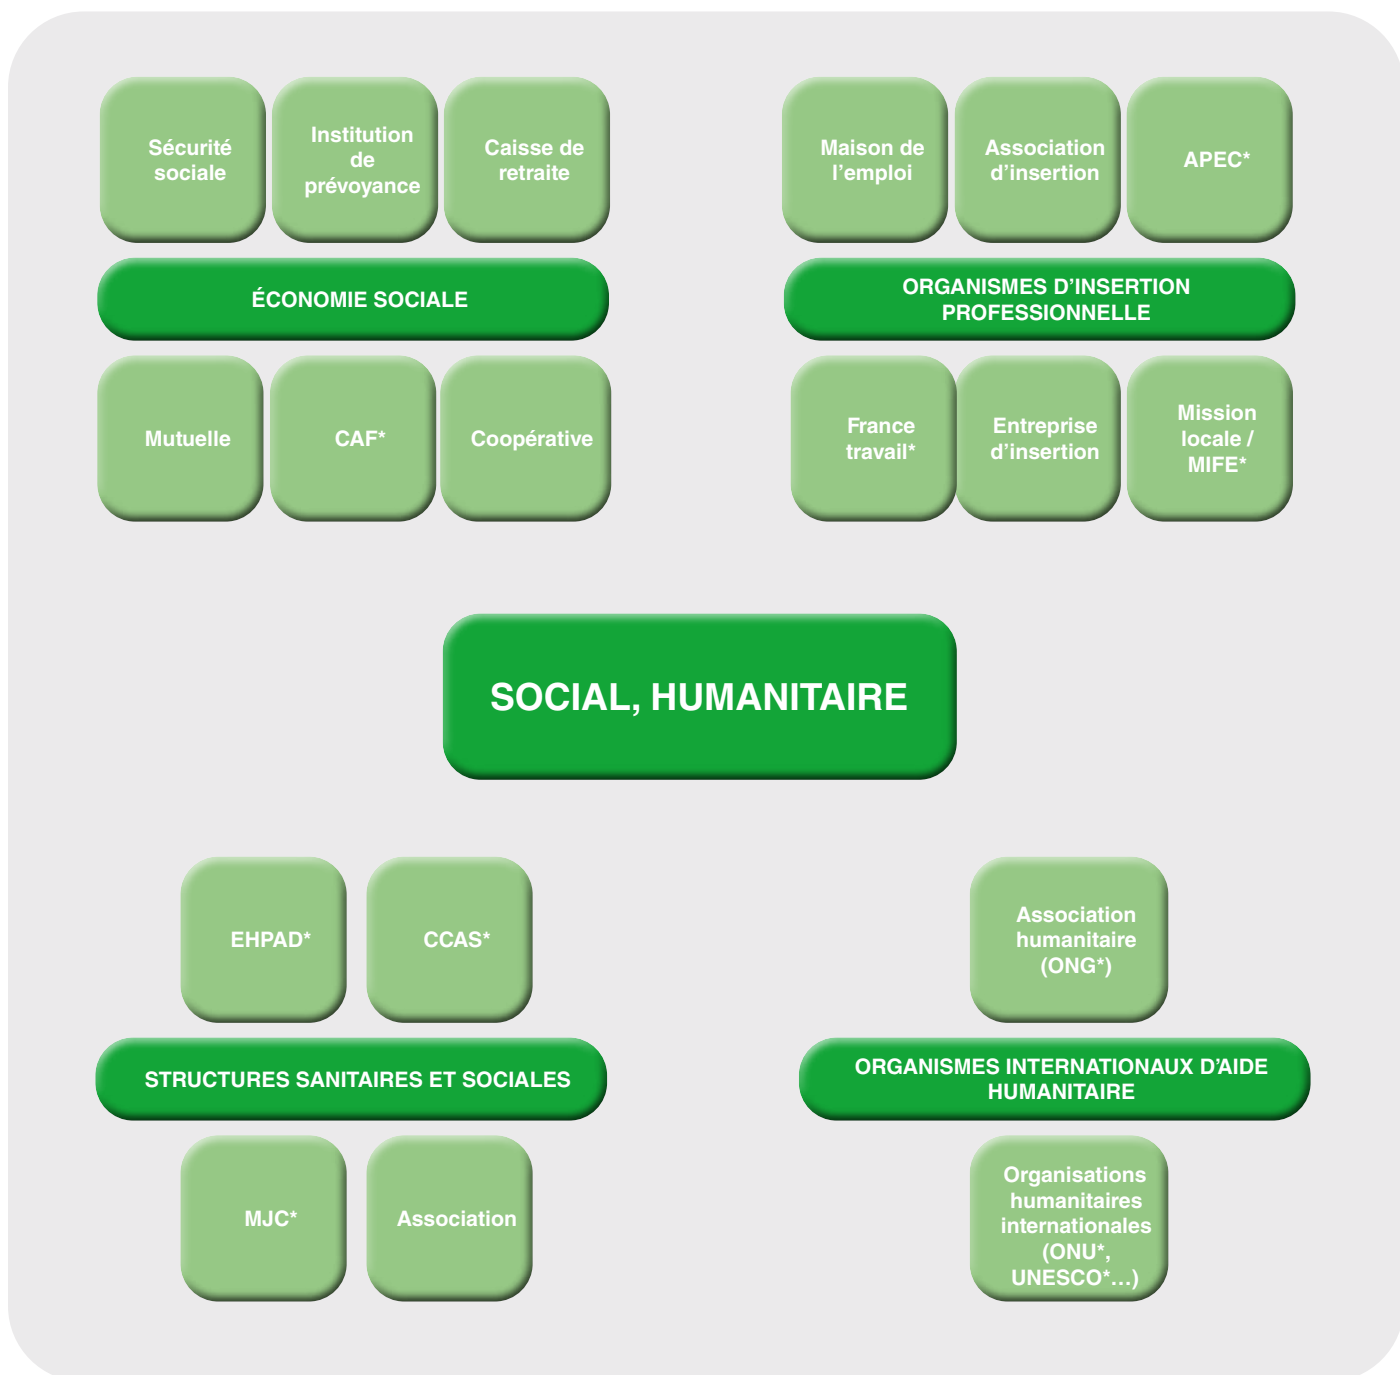 Sécurité
sociale
Institution
de
prévoyance
Caisse de
retraite
ÉCONOMIE SOCIALE
Mutuelle
CAF*
Coopérative
Maison de
l’emploi
Association
d’insertion
APEC*
ORGANISMES D’INSERTION
PROFESSIONNELLE
France
travail*
Entreprise
d’insertion
Mission
locale /
MIFE*
SOCIAL, HUMANITAIRE
EHPAD*
CCAS*
STRUCTURES SANITAIRES ET SOCIALES
MJC*
Association
Association
humanitaire
(ONG*)
ORGANISMES INTERNATIONAUX D’AIDE
HUMANITAIRE
Organisations
humanitaires
internationales
(ONU*,
UNESCO*…)